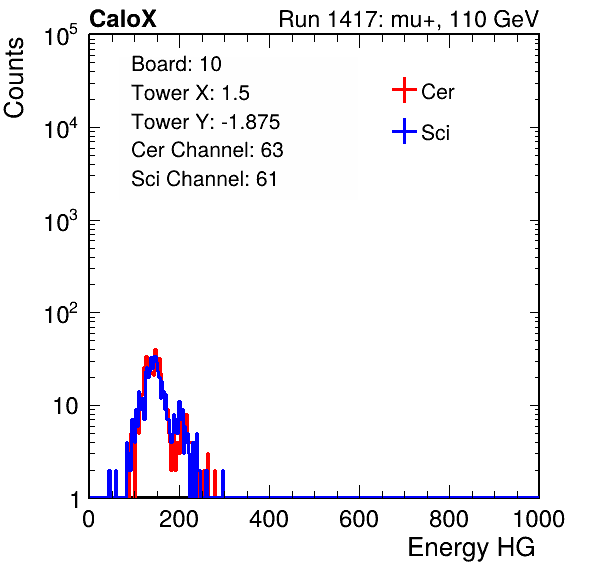 CaloX Run 1417: mu+, 110 GeV
Counts
Board: 10
Tower X: 1.5
Tower Y: -1.875
Cer Channel: 63
Sci Channel: 61
Cer
Sci
10^5
10^4
10^3
10^2
10
1
0 200 400 600 800 1000
Energy HG